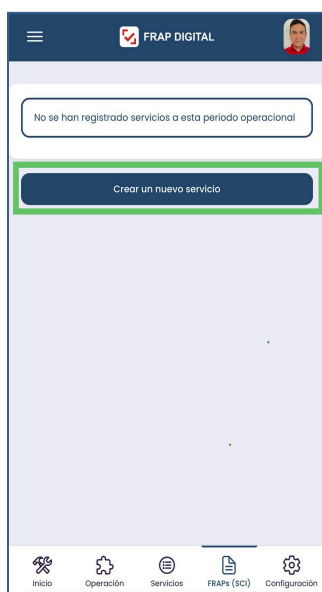 FRAP DIGITAL
No se han registrado servicios a esta periodo operacional
Crear un nuevo servicio
Inicio Operación Servicios FRAPs (SCI) Configuración